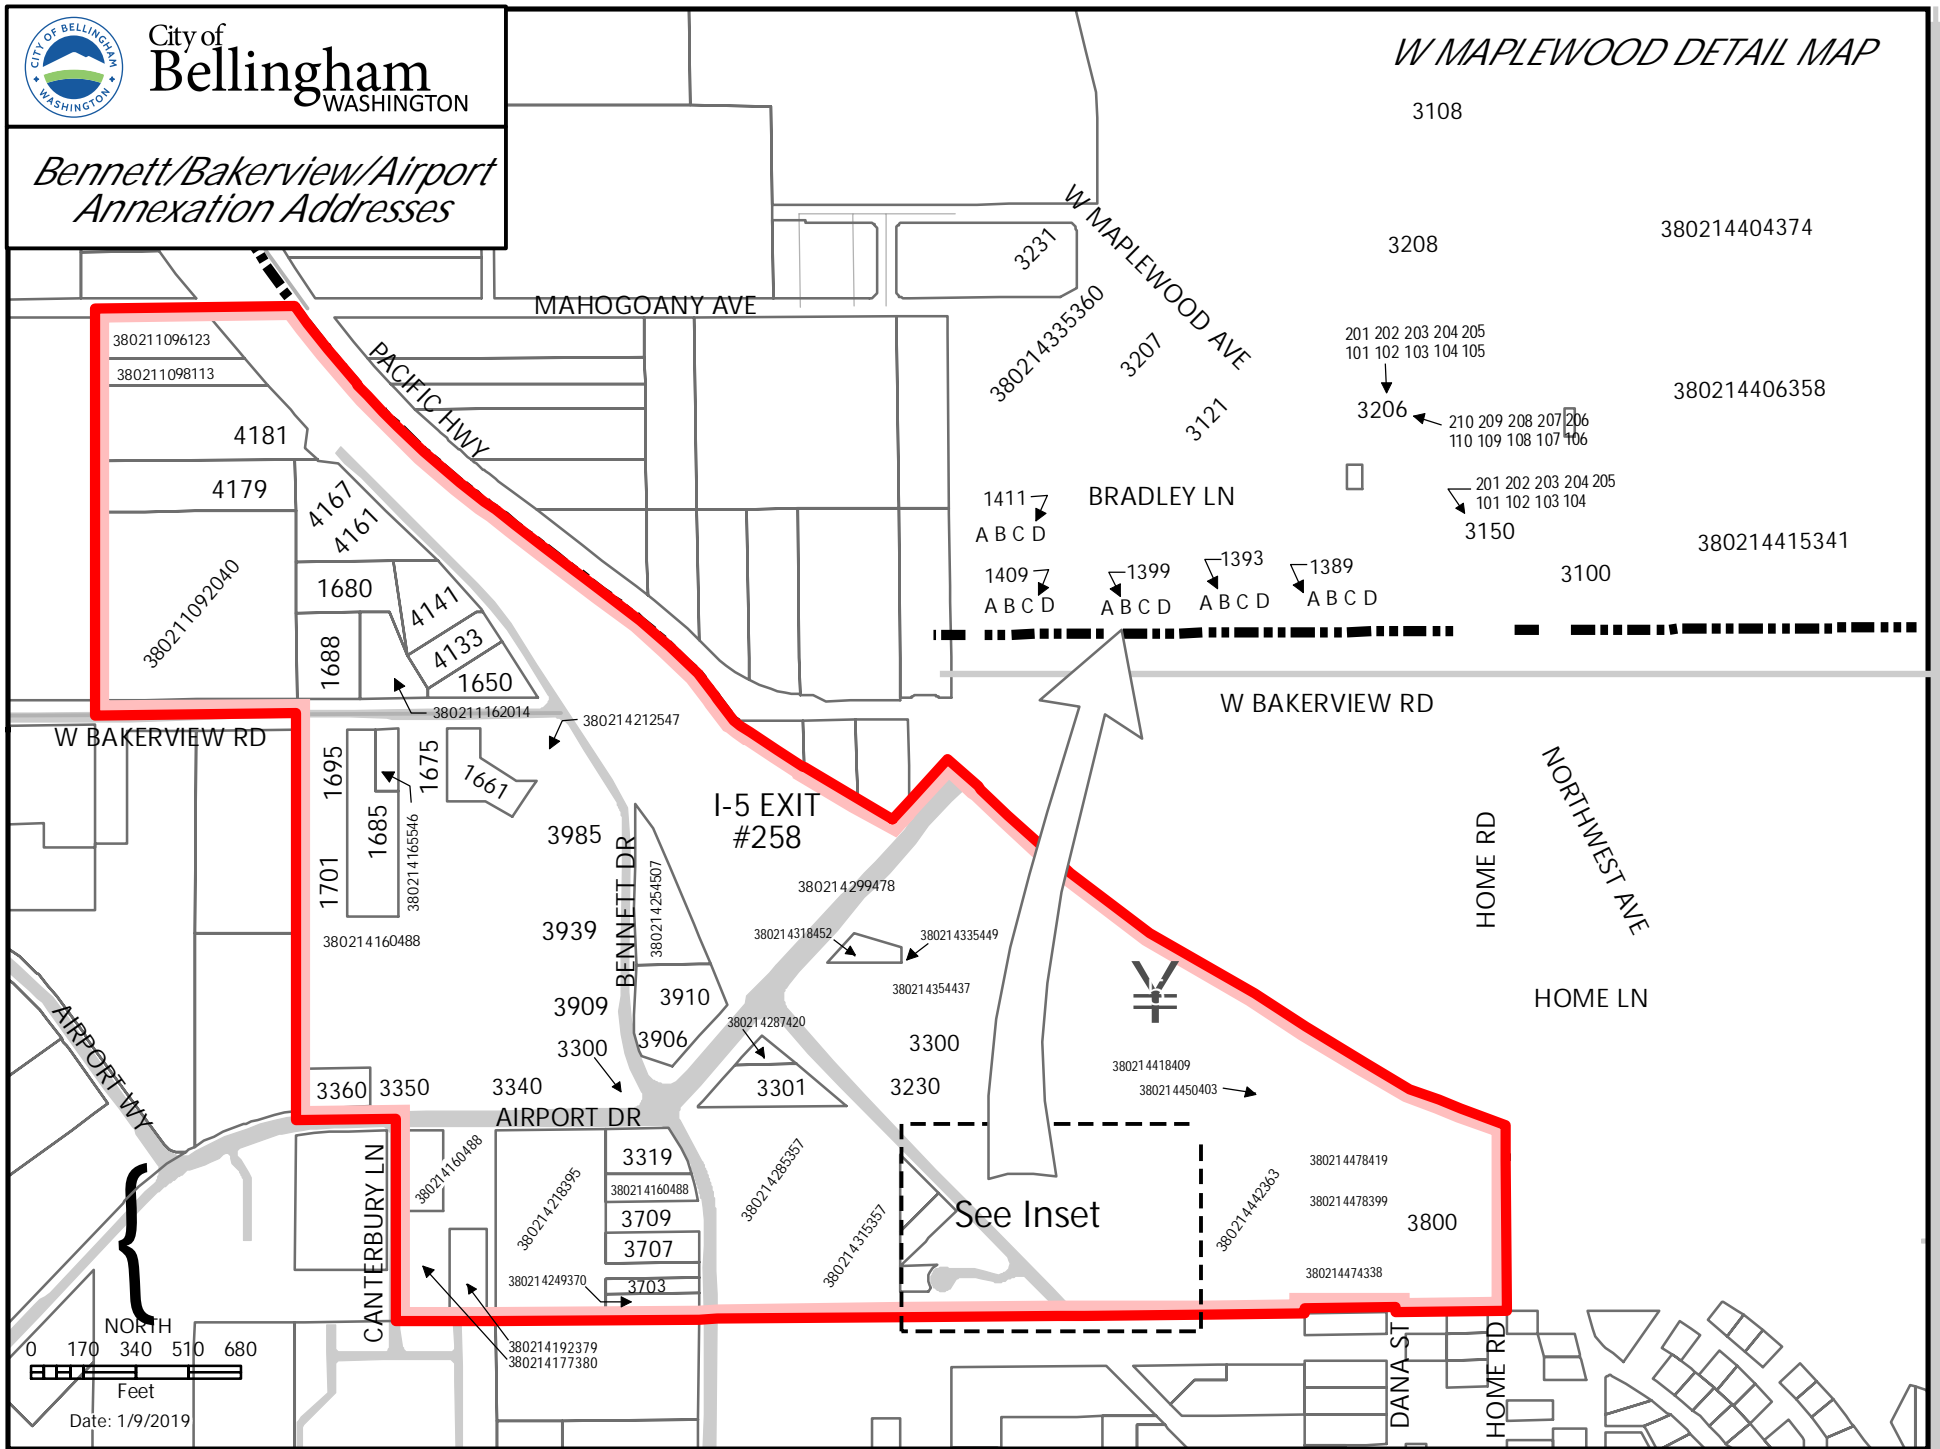 CITY OF BELLINGHAM
WASHINGTON
City of
Bellingham
WASHINGTON
Bennett/Bakerview/Airport
Annexation Addresses
W MAPLEWOOD DETAIL MAP
3108
3208
380214404374
3231
W MAPLEWOOD AVE
380214335360
3207
3121
201 202 203 204 205
101 102 103 104 105
3206
210 209 208 207 206
110 109 108 107 106
380214406358
201 202 203 204 205
101 102 103 104
3150
380214415341
3100
1411
BRADLEY LN
A B C D
1409
A B C D
1399
A B C D
1393
A B C D
1389
A B C D
MAHOGOANY AVE
PACIFIC HWY
380211096123
380211098113
4181
4179
4167
4161
380211092040
1680
4141
1688
4133
1650
380211162014
380214212547
W BAKERVIEW RD
W BAKERVIEW RD
1695
1675
1661
1685
380214165546
1701
380214160488
3985
3939
3909
3300
BENNETT DR
380214254507
3910
3906
I-5 EXIT
#258
380214299478
380214318452
380214335449
380214354437
380214287420
3301
3300
3230
¥
380214418409
380214450403
HOME RD
NORTHWEST AVE
HOME LN
AIRPORT WY
3360
3350
3340
AIRPORT DR
CANTERBURY LN
380214160488
380214218395
3319
380214160488
3709
3707
380214249370
3703
380214285357
380214315357
See Inset
380214442363
380214478419
380214478399
3800
380214474338
380214192379
380214177380
DANA ST
HOME RD
{
NORTH
0 170 340 510 680
Feet
Date: 1/9/2019